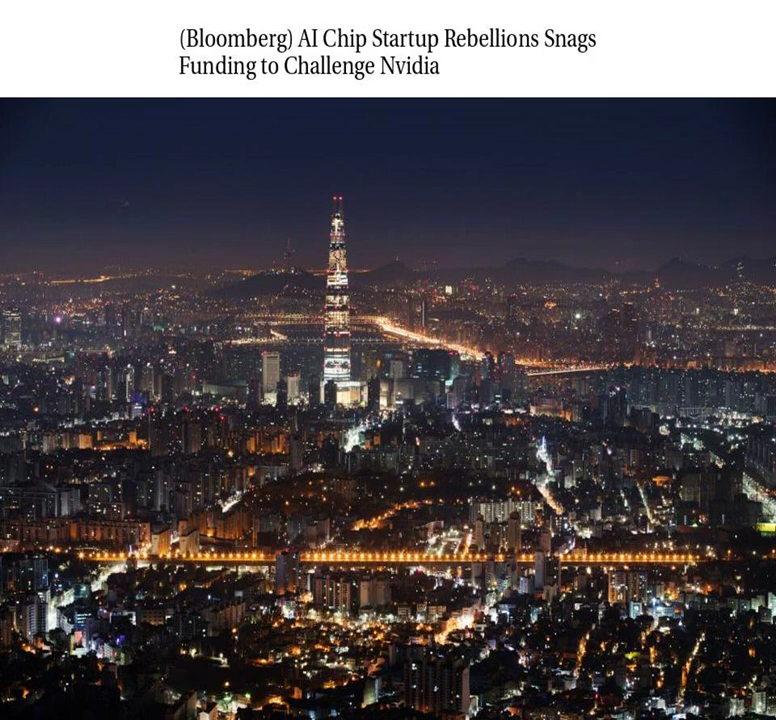 (Bloomberg) AI Chip Startup Rebellions Snags
Funding to Challenge Nvidia